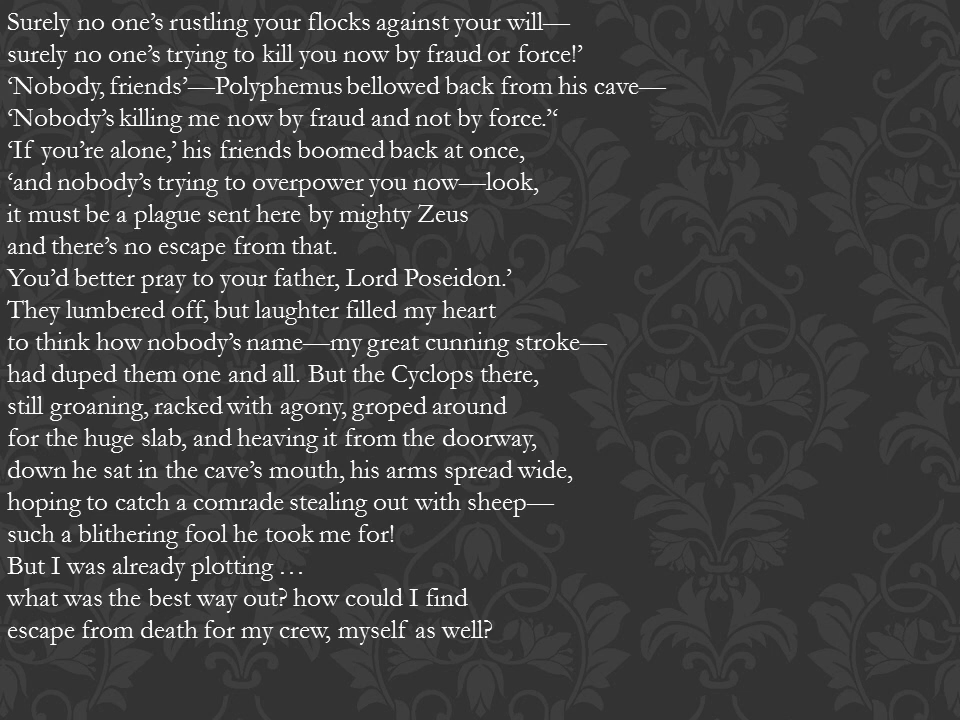 Surely no one’s rustling your flocks against your will—
surely no one’s trying to kill you now by fraud or force!’
‘Nobody, friends’—Polyphemus bellowed back from his cave—
‘Nobody’s killing me now by fraud and not by force.’‘
‘If you’re alone,’ his friends boomed back at once,
‘and nobody’s trying to overpower you now—look,
it must be a plague sent here by mighty Zeus
and there’s no escape from that.
You’d better pray to your father, Lord Poseidon.’
They lumbered off, but laughter filled my heart
to think how nobody’s name—my great cunning stroke—
had duped them one and all. But the Cyclops there,
still groaning, racked with agony, groped around
for the huge slab, and heaving it from the doorway,
down he sat in the cave’s mouth, his arms spread wide,
hoping to catch a comrade stealing out with sheep—
such a blithering fool he took me for!
But I was already plotting …
what was the best way out? how could I find
escape from death for my crew, myself as well?